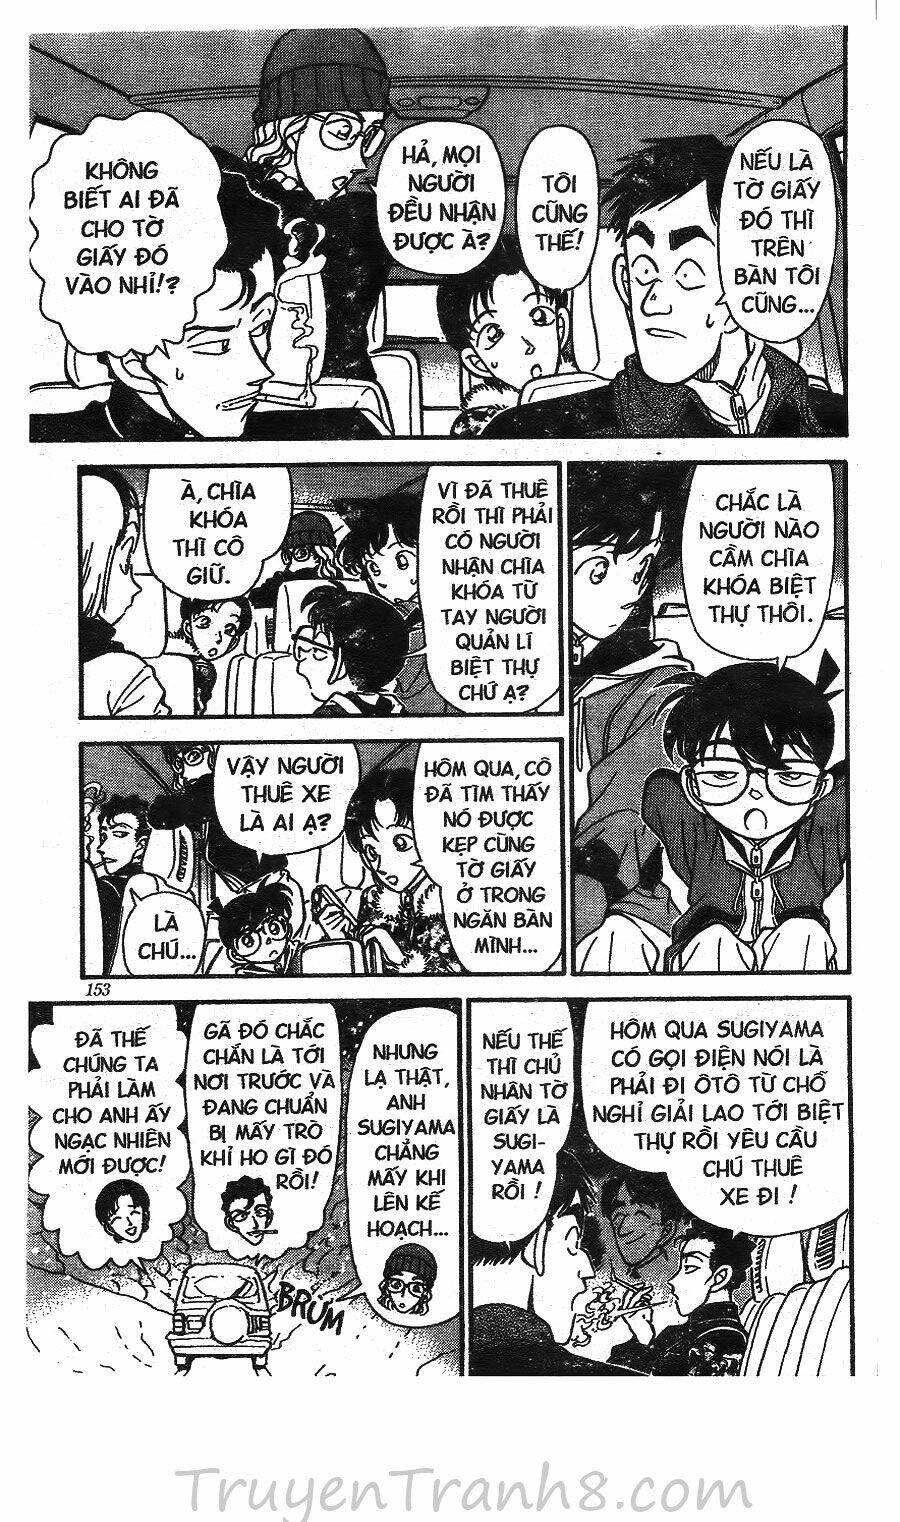 NẾU LÀ
TỜ GIẤY
ĐÓ THÌ
TRÊN
BÀN TÔI
CŨNG...
TÔI
CŨNG
THẾ!
HẢ, MỌI
NGƯỜI
ĐỀU NHẬN
ĐƯỢC À?
KHÔNG
BIẾT AI ĐÃ
CHO TỜ
GIẤY ĐÓ
VÀO NHỈ!?
CHẮC LÀ
NGƯỜI NÀO
CẦM CHÌA
KHÓA BIỆT
THỰ THÔI.
VÌ ĐÃ THUÊ
RỒI THÌ PHẢI
CÓ NGƯỜI
NHẬN CHÌA
KHÓA TỪ
TAY NGƯỜI
QUẢN LÍ
BIỆT THỰ
CHỨ Ạ?
À, CHÌA
KHÓA
THÌ CÔ
GIỮ.
HÔM QUA, CÔ
ĐÃ TÌM THẤY
NÓ ĐƯỢC
KẸP CÙNG
TỜ GIẤY
Ở TRONG
NGĂN BÀN
MÌNH...
VẬY NGƯỜI
THUÊ XE
LÀ AI Ạ?
LÀ
CHÚ...
153
HÔM QUA SUGIYAMA
CÓ GỌI ĐIỆN NÓI LÀ
PHẢI ĐI ÔTÔ TỪ CHỖ
NGHỈ GIẢI LAO TỚI BIỆT
THỰ RỒI YÊU CẦU
CHÚ THUÊ
XE ĐI !
NẾU THẾ
THÌ CHỦ
NHÂN TỜ
GIẤY LÀ
SUGI-
YAMA
RỒI !
NHƯNG
LẠ THẬT,
ANH
SUGIYAMA
CHẲNG
MẤY KHI
LÊN KẾ
HOẠCH...
GÃ ĐÓ CHẮC
CHẮN LÀ TỚI
NƠI TRƯỚC VÀ
ĐANG CHUẨN
BỊ MẤY TRÒ
KHỈ HO GÌ ĐÓ
RỒI!
ĐÃ THẾ
CHÚNG TA
PHẢI LÀM
CHO ANH ẤY
NGẠC NHIÊN
MỚI ĐƯỢC!
BRÙM
TruyenTranh8.com